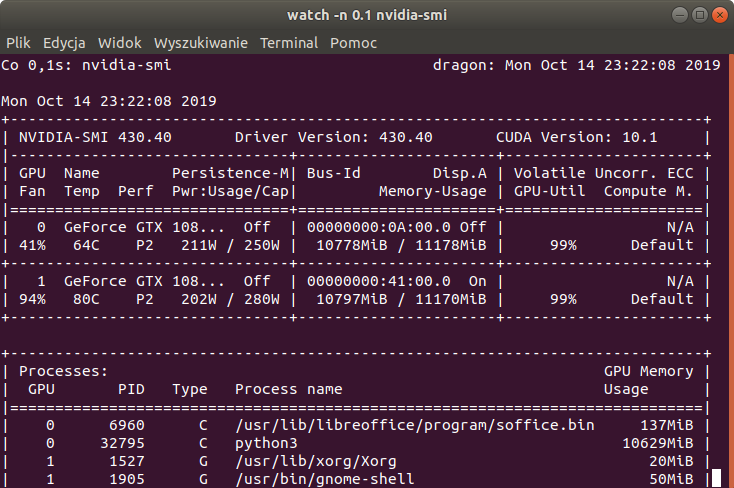 watch -n 0.1 nvidia-smi
Plik Edycja Widok Wyszukiwanie Terminal Pomoc
Co 0,1s: nvidia-smi                             dragon: Mon Oct 14 23:22:08 2019

Mon Oct 14 23:22:08 2019
+-----------------------------------------------------------------------------+
| NVIDIA-SMI 430.40       Driver Version: 430.40       CUDA Version: 10.1     |
|-------------------------------+----------------------+----------------------+
| GPU  Name        Persistence-M| Bus-Id        Disp.A | Volatile Uncorr. ECC |
| Fan  Temp  Perf  Pwr:Usage/Cap|         Memory-Usage | GPU-Util  Compute M. |
|===============================+======================+======================|
|   0  GeForce GTX 108...  Off  | 00000000:0A:00.0 Off |                  N/A |
| 41%   64C    P2   211W / 250W |  10778MiB / 11178MiB |     99%      Default |
+-------------------------------+----------------------+----------------------+
|   1  GeForce GTX 108...  Off  | 00000000:41:00.0  On |                  N/A |
| 94%   80C    P2   202W / 280W |  10797MiB / 11170MiB |     99%      Default |
+-------------------------------+----------------------+----------------------+

+-----------------------------------------------------------------------------+
| Processes:                                                       GPU Memory |
|  GPU       PID   Type   Process name                             Usage      |
|=============================================================================|
|    0      6960      C   /usr/lib/libreoffice/program/soffice.bin     137MiB |
|    0     32795      C   python3                                    10629MiB |
|    1      1527      G   /usr/lib/xorg/Xorg                            20MiB |
|    1      1905      G   /usr/bin/gnome-shell                          50MiB |